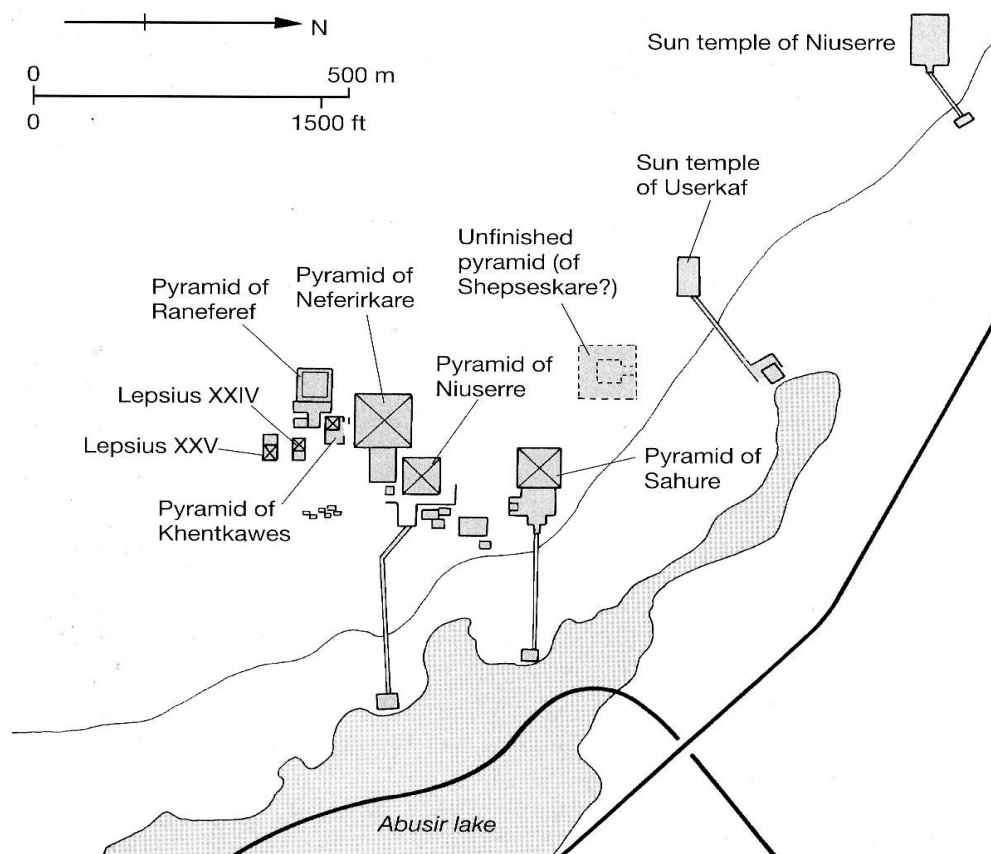 N
0 500 m
0 1500 ft
Sun temple of Niuserre
Sun temple
of Userkaf
Unfinished
pyramid (of
Shepseskare?)
Pyramid of
Neferirkare
Pyramid of
Raneferef
Pyramid of
Niuserre
Lepsius XXIV
Lepsius XXV
Pyramid of
Sahure
Pyramid of
Khentkawes
Abusir lake